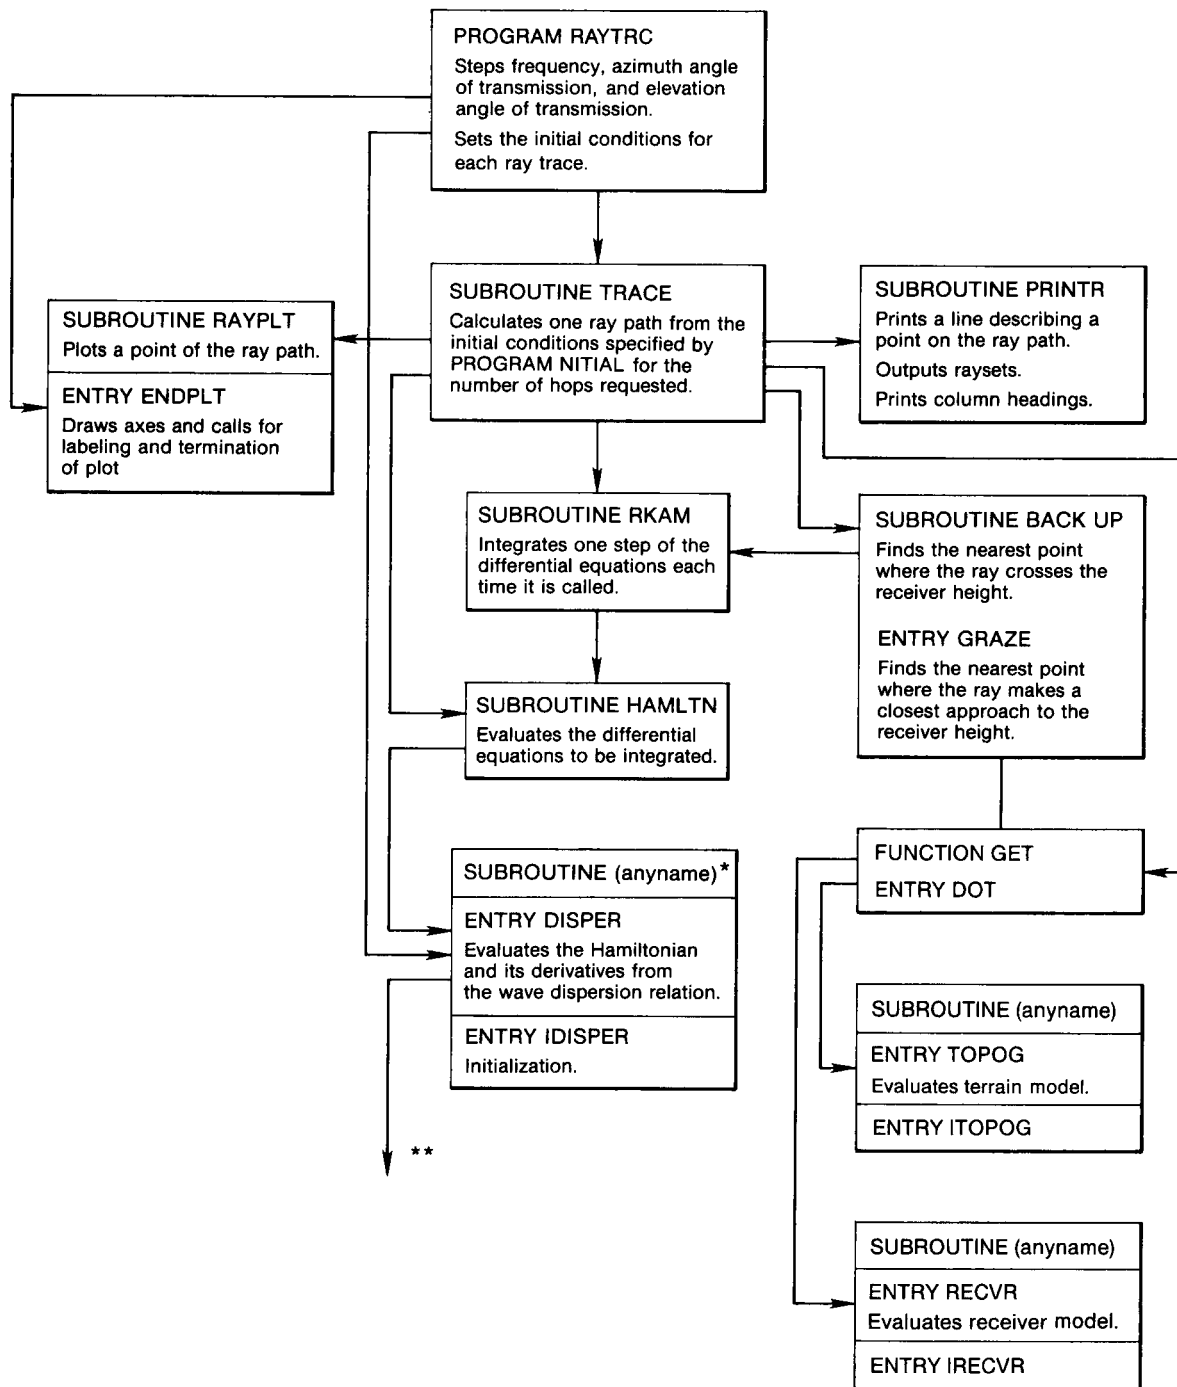 PROGRAM RAYTRC
Steps frequency, azimuth angle
of transmission, and elevation
angle of transmission.
Sets the initial conditions for
each ray trace.
SUBROUTINE TRACE
Calculates one ray path from the
initial conditions specified by
PROGRAM NITIAL for the
number of hops requested.
SUBROUTINE PRINTR
Prints a line describing a
point on the ray path.
Outputs raysets.
Prints column headings.
SUBROUTINE RAYPLT
Plots a point of the ray path.
ENTRY ENDPLT
Draws axes and calls for
labeling and termination
of plot
SUBROUTINE RKAM
Integrates one step of the
differential equations each
time it is called.
SUBROUTINE BACK UP
Finds the nearest point
where the ray crosses the
receiver height.
ENTRY GRAZE
Finds the nearest point
where the ray makes a
closest approach to the
receiver height.
SUBROUTINE HAMLTN
Evaluates the differential
equations to be integrated.
FUNCTION GET
ENTRY DOT
SUBROUTINE (anyname)*
ENTRY DISPER
Evaluates the Hamiltonian
and its derivatives from
the wave dispersion relation.
ENTRY IDISPER
Initialization.
**
SUBROUTINE (anyname)
ENTRY TOPOG
Evaluates terrain model.
ENTRY ITOPOG
SUBROUTINE (anyname)
ENTRY RECVR
Evaluates receiver model.
ENTRY IRECVR